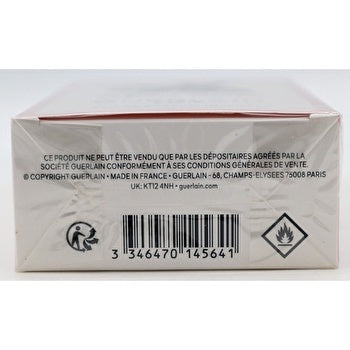 CE PRODUIT NE PEUT ÊTRE VENDU QUE PAR LES DÉPOSITAIRES AGRÉÉS PAR LA
SOCIÉTÉ GUERLAIN CONFORMÉMENT À SES CONDITIONS GÉNÉRALES DE VENTE.
© COPYRIGHT GUERLAIN • MADE IN FRANCE • GUERLAIN - 68, CHAMPS-ELYSEES 75008 PARIS
UK: KT12 4NH • guerlain.com
3 346470 145641